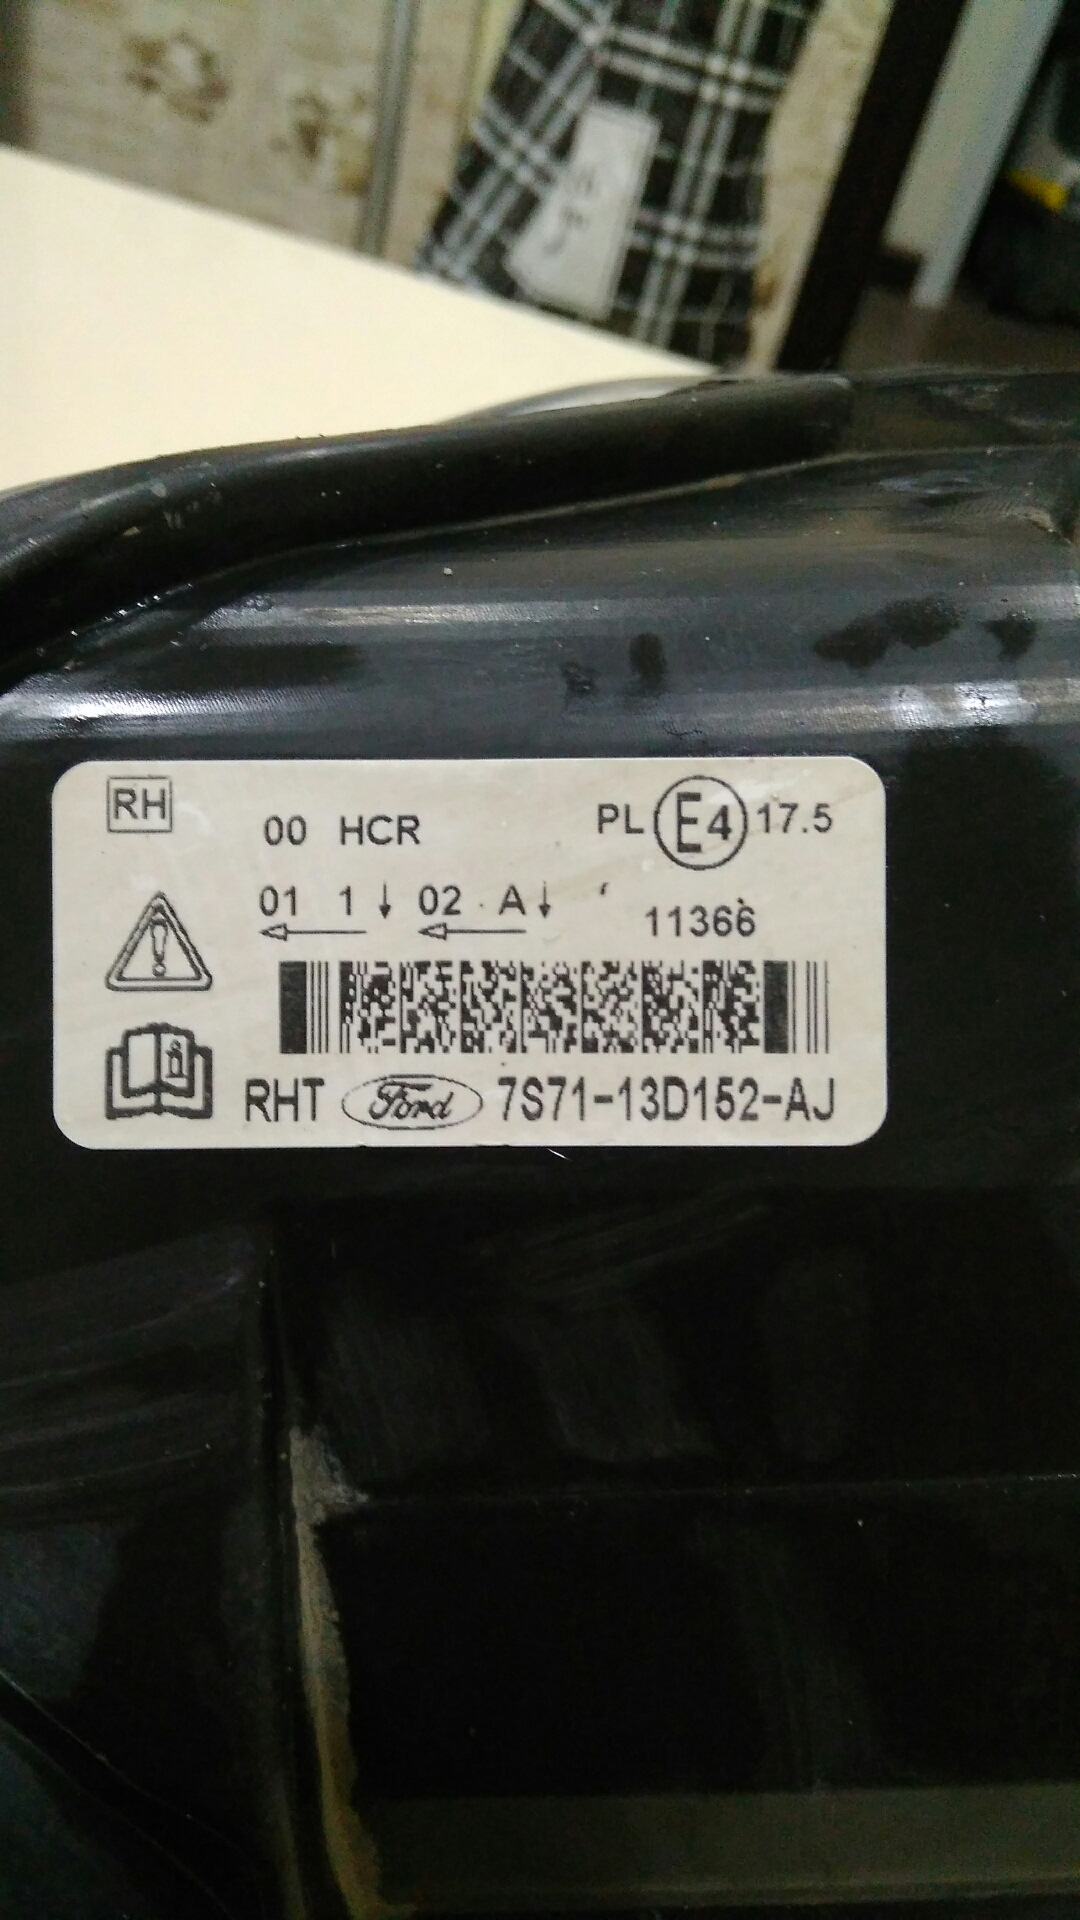 RH
00 HCR PL E4 17.5
01 1↓ 02 A↓ 11366
RHT Ford 7S71-13D152-AJ